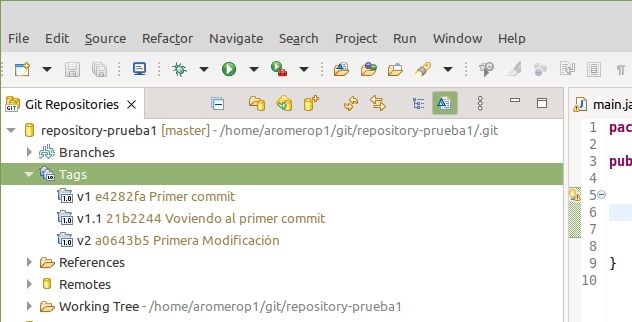 File Edit Source Refactor Navigate Search Project Run Window Help
Git Repositories
main.ja
repository-prueba1 [master] - /home/aromerop1/git/repository-prueba1/.git
Branches
Tags
v1 e4282fa Primer commit
v1.1 21b2244 Voviendo al primer commit
v2 a0643b5 Primera Modificación
References
Remotes
Working Tree - /home/aromerop1/git/repository-prueba1
1 pac
2
3 pub
4
5
6
7
8
9 }
10